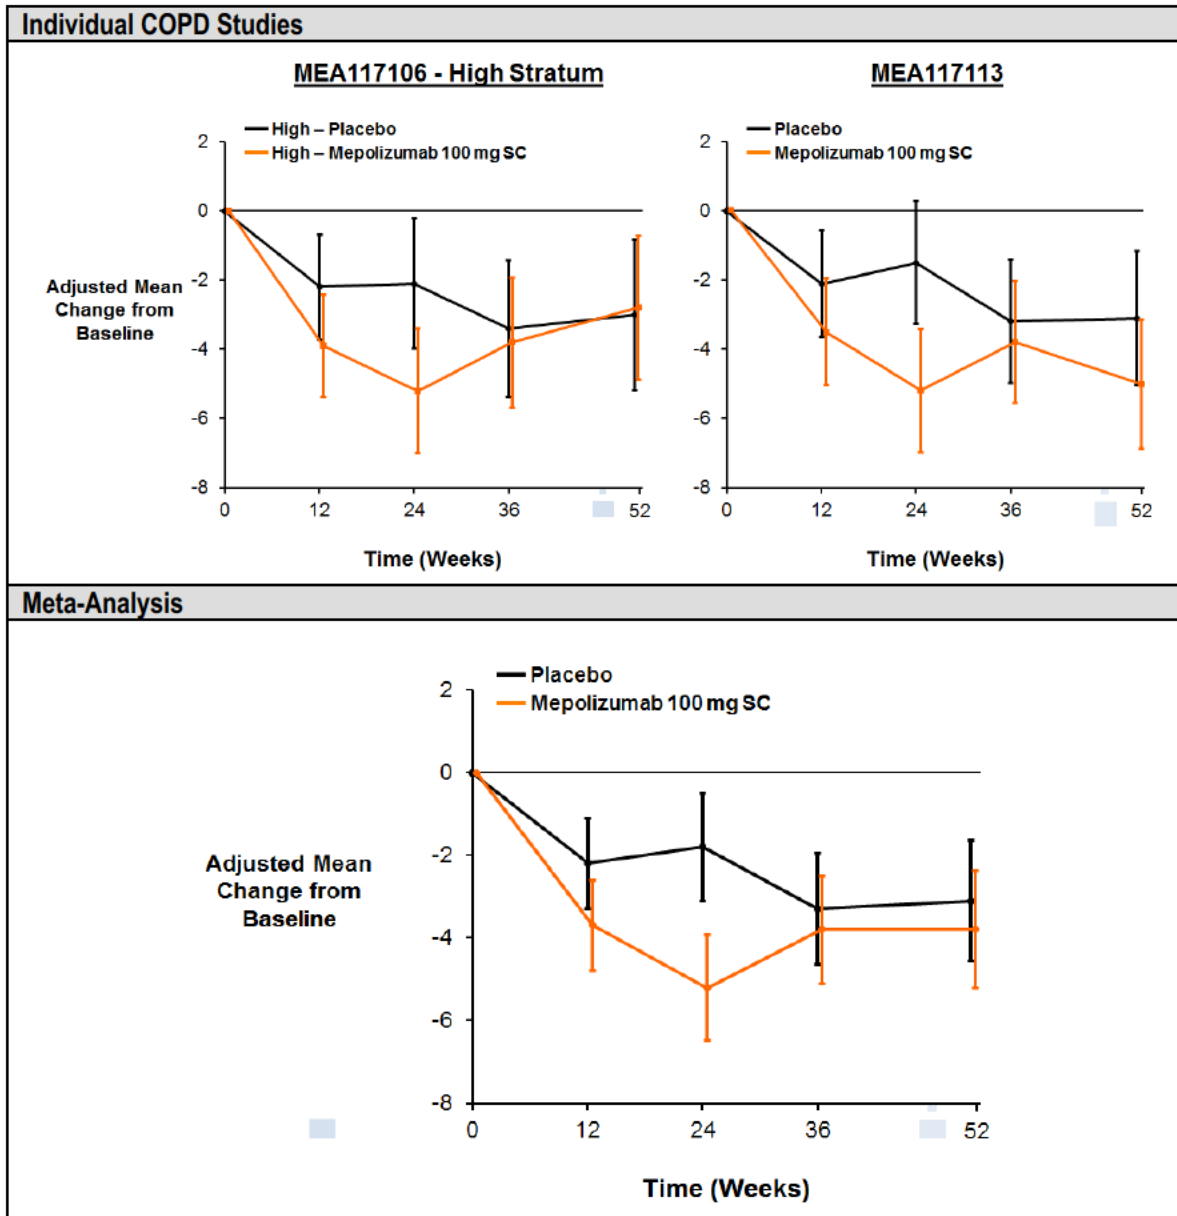 Individual COPD Studies
MEA117106 - High Stratum
High – Placebo
High – Mepolizumab 100 mg SC
2
0
-2
-4
-6
-8
Adjusted Mean
Change from
Baseline
0 12 24 36 52
Time (Weeks)
MEA117113
Placebo
Mepolizumab 100 mg SC
2
0
-2
-4
-6
-8
0 12 24 36 52
Time (Weeks)
Meta-Analysis
Placebo
Mepolizumab 100 mg SC
2
0
-2
-4
-6
-8
Adjusted Mean
Change from
Baseline
0 12 24 36 52
Time (Weeks)